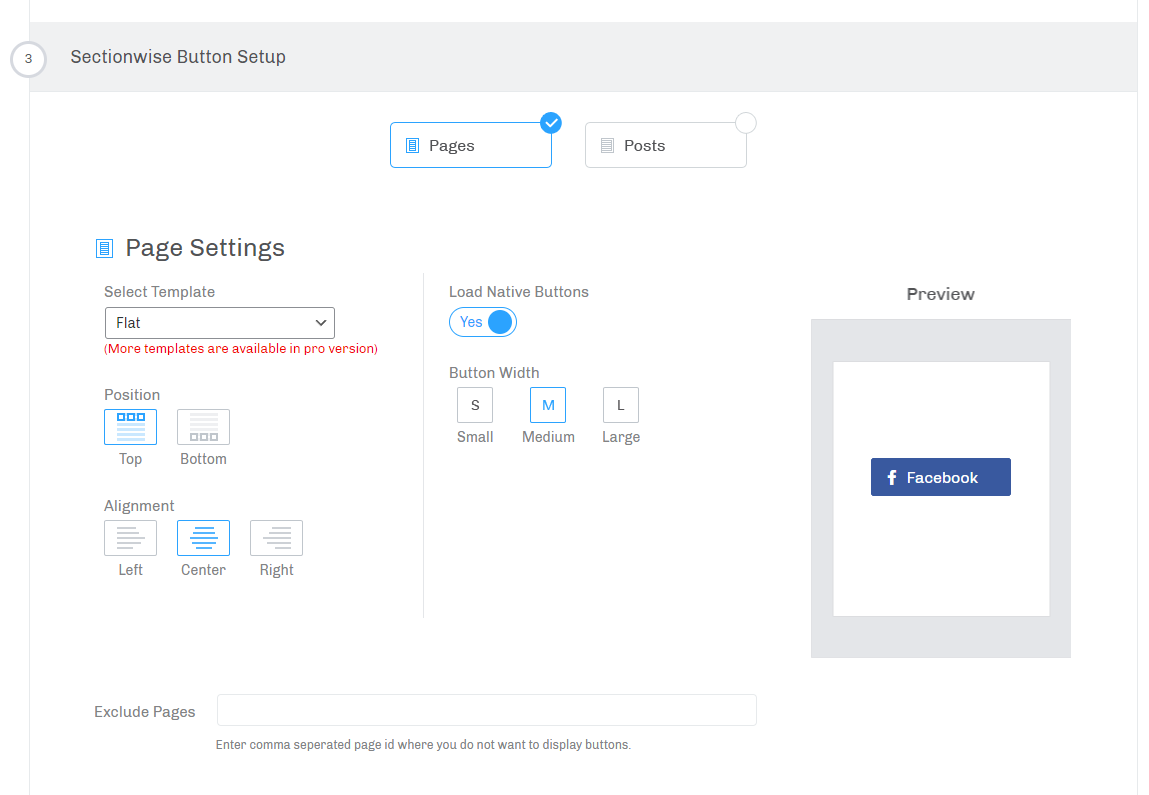 3
Sectionwise Button Setup
Pages
Posts
Page Settings
Select Template
Flat
(More templates are available in pro version)
Position
Top
Bottom
Alignment
Left
Center
Right
Load Native Buttons
Yes
Button Width
S
M
L
Small
Medium
Large
Preview
f Facebook
Exclude Pages
Enter comma seperated page id where you do not want to display buttons.